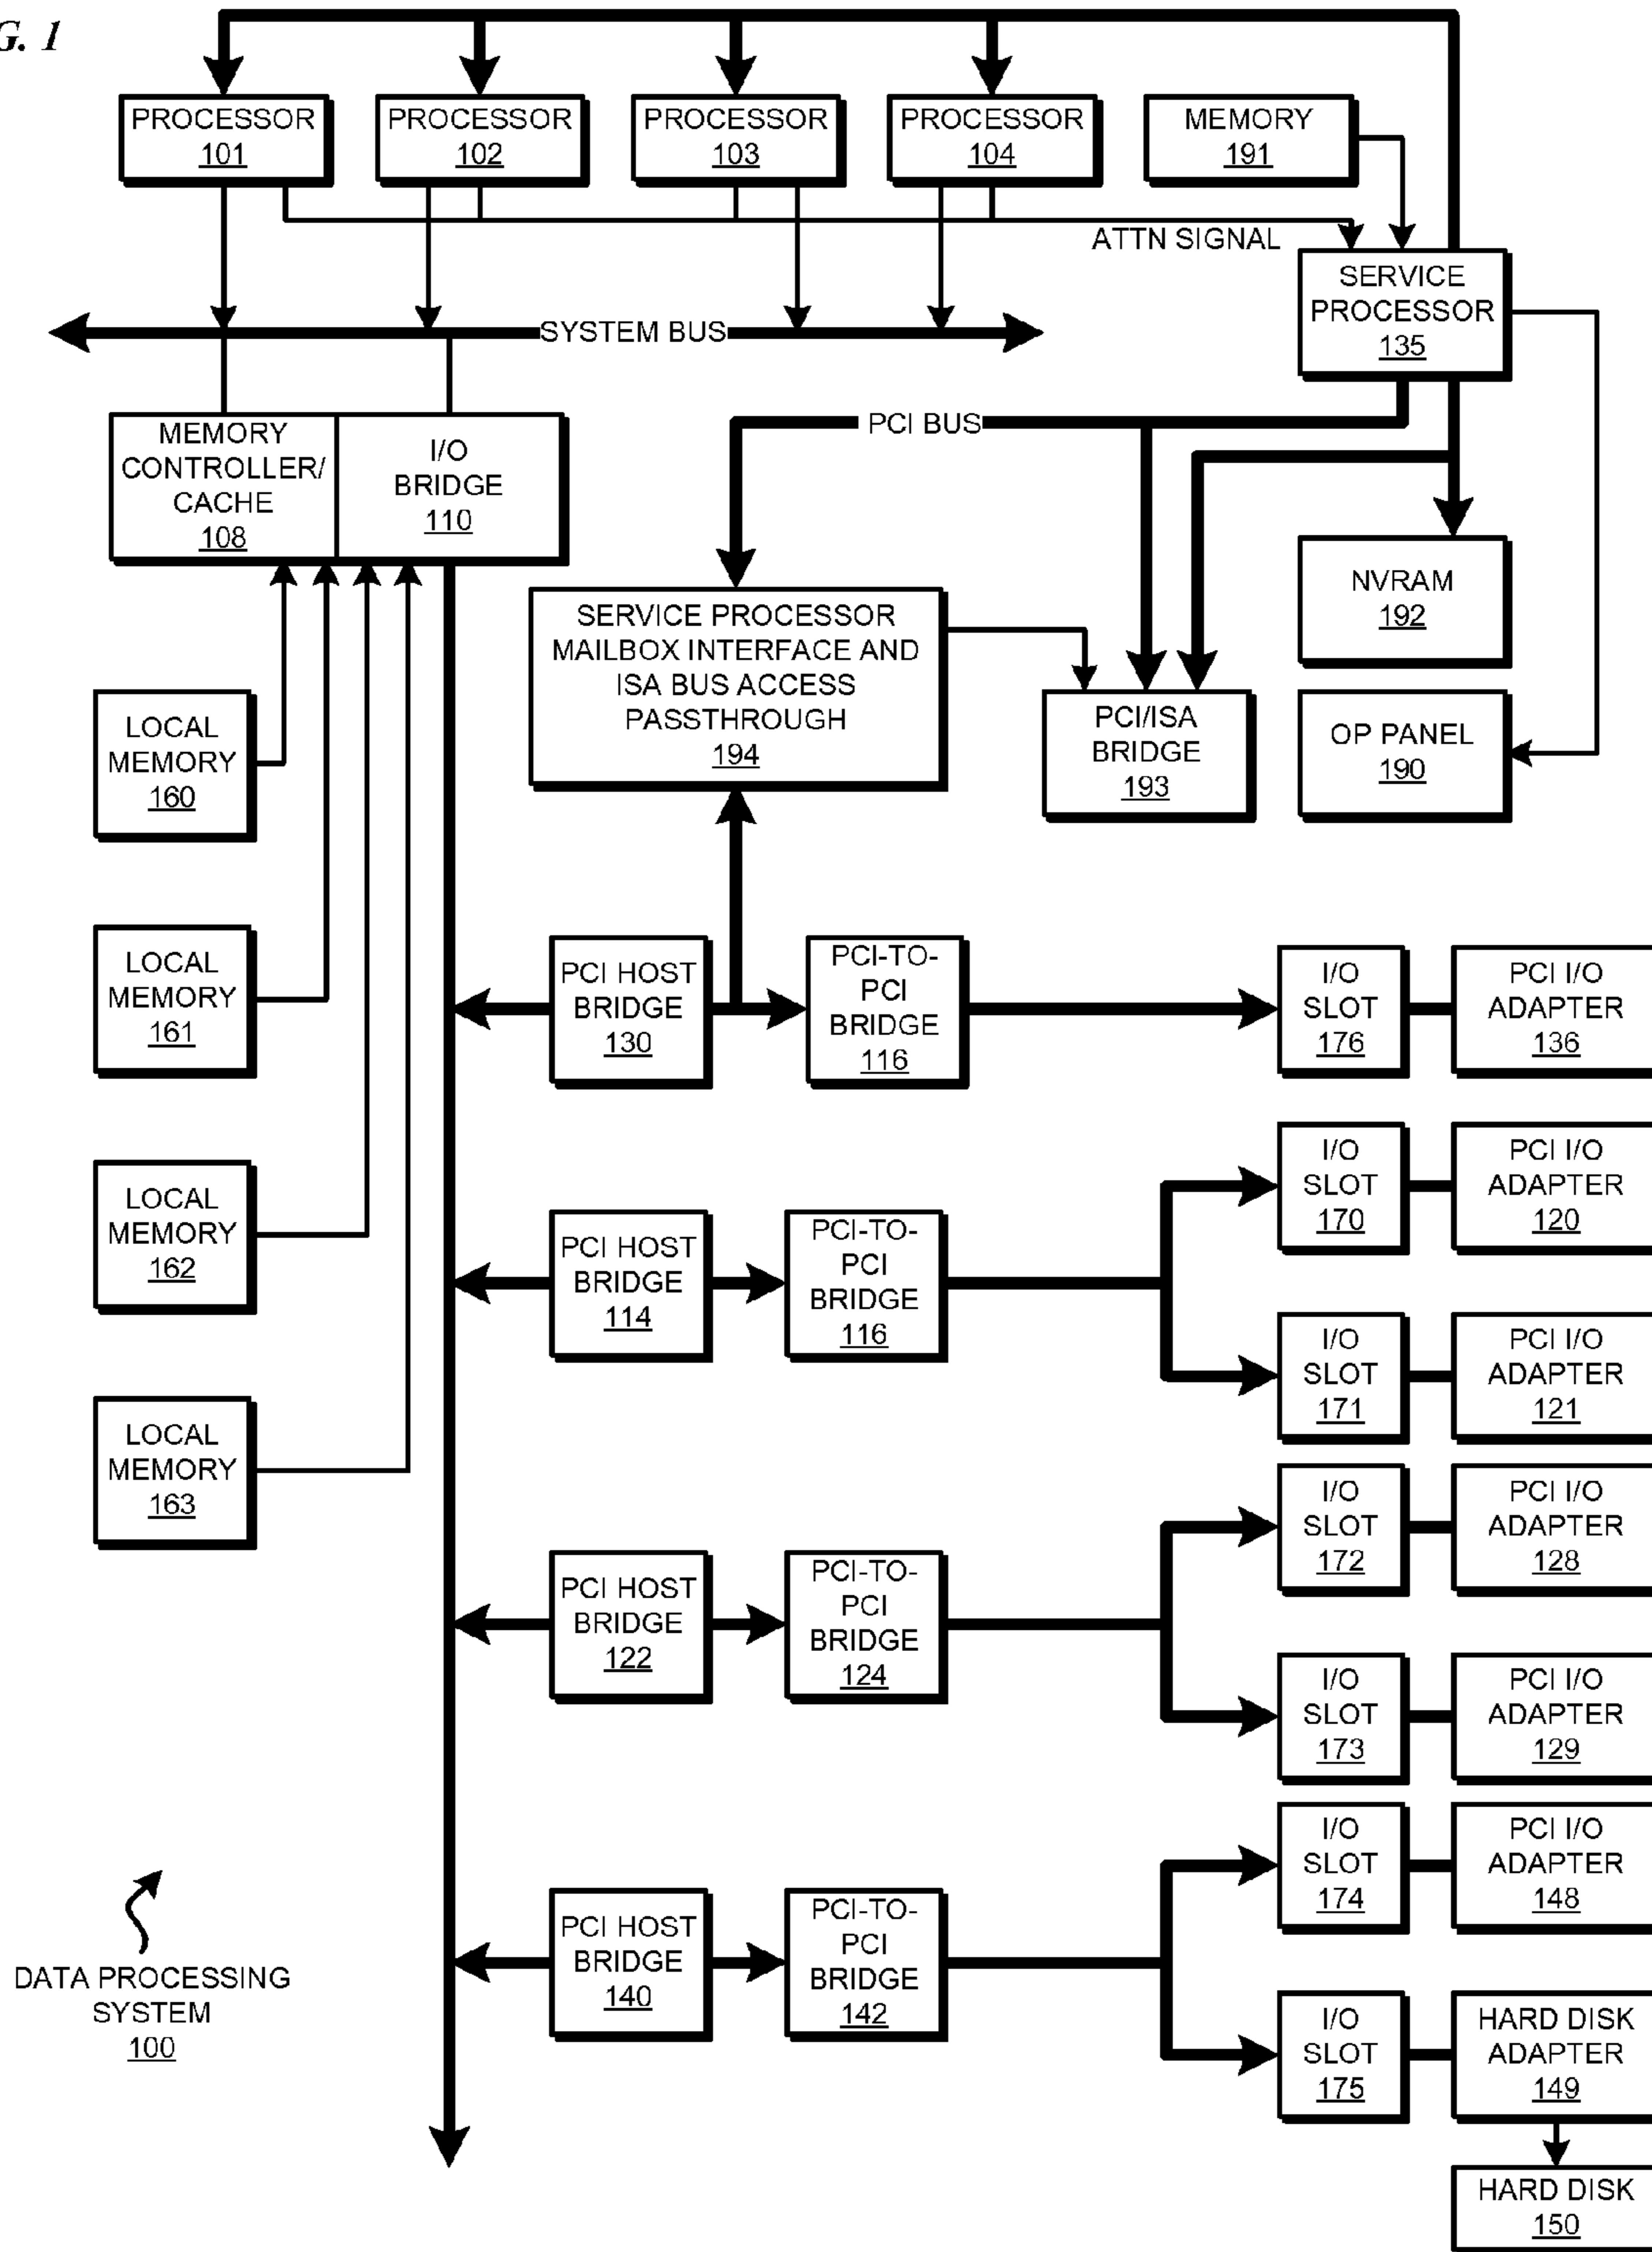 G. 1
PROCESSOR
101
PROCESSOR
102
PROCESSOR
103
PROCESSOR
104
MEMORY
191
ATTN SIGNAL
SERVICE
PROCESSOR
135
SYSTEM BUS
PCI BUS
MEMORY
CONTROLLER/
CACHE
108
I/O
BRIDGE
110
NVRAM
192
SERVICE PROCESSOR
MAILBOX INTERFACE AND
ISA BUS ACCESS
PASSTHROUGH
194
PCI/ISA
BRIDGE
193
OP PANEL
190
LOCAL
MEMORY
160
LOCAL
MEMORY
161
LOCAL
MEMORY
162
LOCAL
MEMORY
163
PCI HOST
BRIDGE
130
PCI-TO-
PCI
BRIDGE
116
I/O
SLOT
176
PCI I/O
ADAPTER
136
PCI HOST
BRIDGE
114
PCI-TO-
PCI
BRIDGE
116
I/O
SLOT
170
PCI I/O
ADAPTER
120
I/O
SLOT
171
PCI I/O
ADAPTER
121
PCI HOST
BRIDGE
122
PCI-TO-
PCI
BRIDGE
124
I/O
SLOT
172
PCI I/O
ADAPTER
128
I/O
SLOT
173
PCI I/O
ADAPTER
129
PCI HOST
BRIDGE
140
PCI-TO-
PCI
BRIDGE
142
I/O
SLOT
174
PCI I/O
ADAPTER
148
I/O
SLOT
175
HARD DISK
ADAPTER
149
HARD DISK
150
DATA PROCESSING
SYSTEM
100